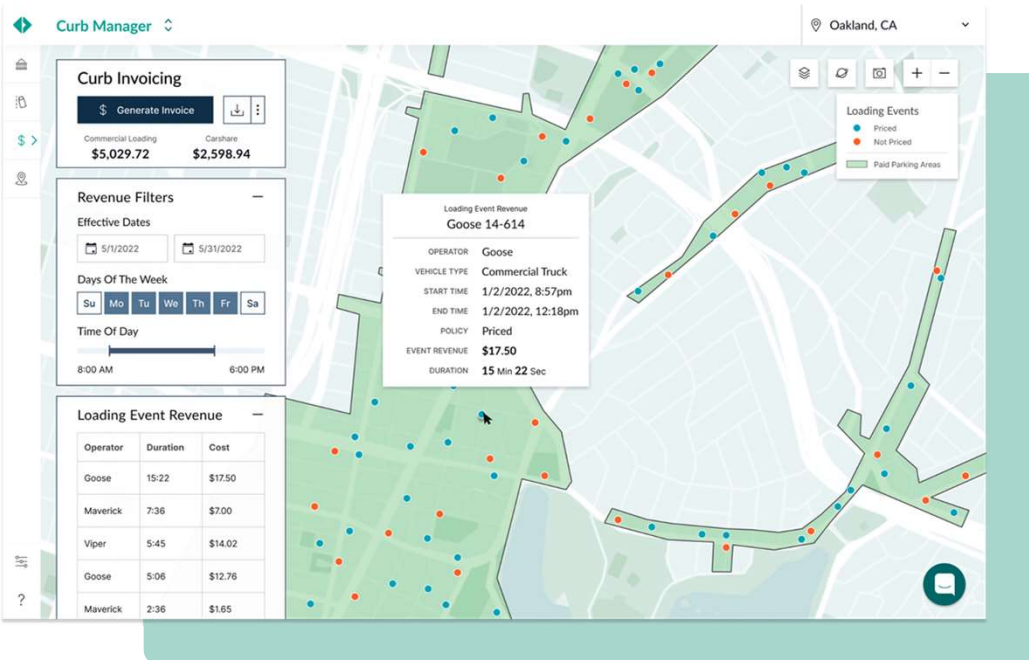 Curb Manager
Oakland, CA
Curb Invoicing
$ Generate Invoice
Commercial Loading Carshare
$5,029.72 $2,598.94
Revenue Filters
Effective Dates
5/1/2022 5/31/2022
Days Of The Week
Su Mo Tu We Th Fr Sa
Time Of Day
8:00 AM 6:00 PM
Loading Event Revenue
Operator Duration Cost
Goose 15:22 $17.50
Maverick 7:36 $7.00
Viper 5:45 $14.02
Goose 5:06 $12.76
Maverick 2:36 $1.65
$
?
Loading Event Revenue
Goose 14-614
OPERATOR Goose
VEHICLE TYPE Commercial Truck
START TIME 1/2/2022, 8:57pm
END TIME 1/2/2022, 12:18pm
POLICY Priced
EVENT REVENUE $17.50
DURATION 15 Min 22 Sec
Loading Events
Priced
Not Priced
Paid Parking Areas